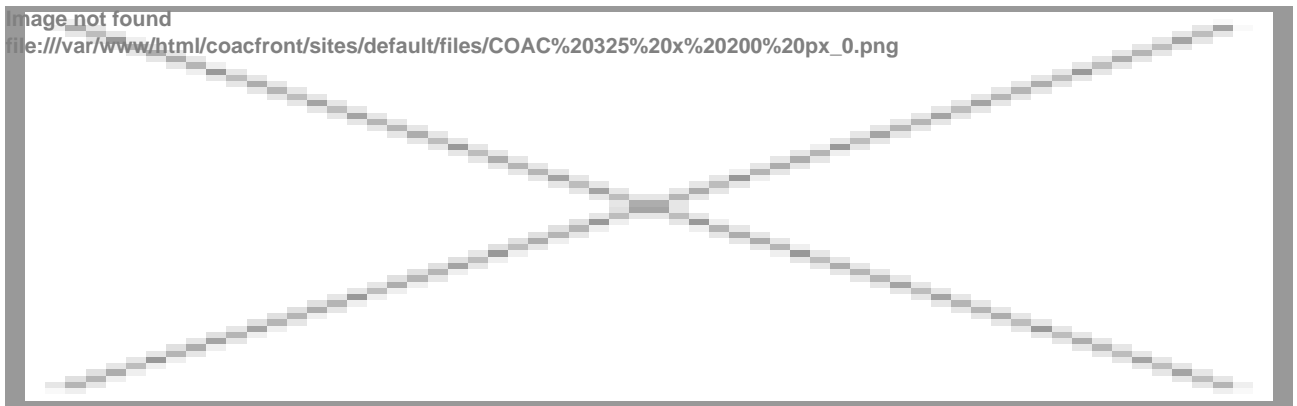 Image not found
file:///var/www/html/coacfront/sites/default/files/COAC%20325%20x%20200%20px_0.png